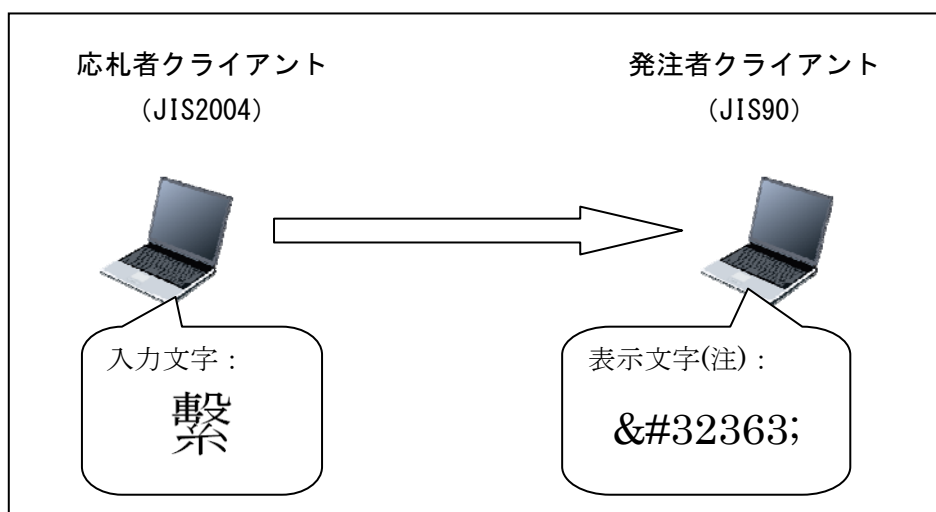 応札者クライアント
（JIS2004）
発注者クライアント
（JIS90）
入力文字：
繫
表示文字(注)：
&#32363;